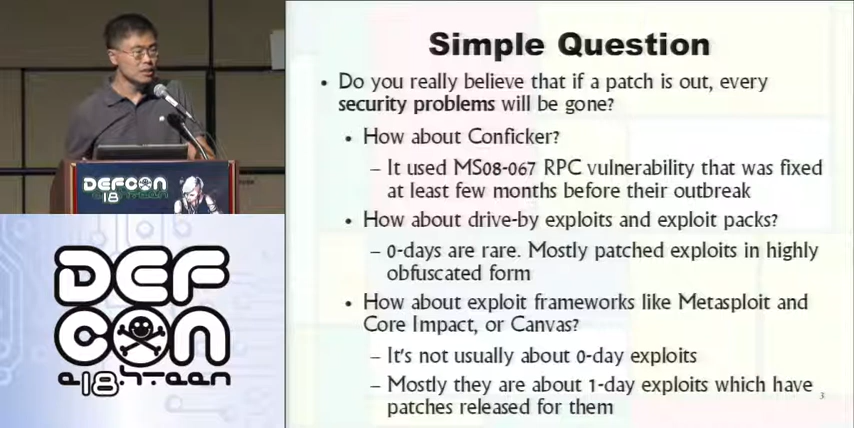 Simple Question
• Do you really believe that if a patch is out, every
security problems will be gone?
• How about Conficker?
– It used MS08-067 RPC vulnerability that was fixed
at least few months before their outbreak
• How about drive-by exploits and exploit packs?
– 0-days are rare. Mostly patched exploits in highly
obfuscated form
• How about exploit frameworks like Metasploit and
Core Impact, or Canvas?
– It's not usually about 0-day exploits
– Mostly they are about 1-day exploits which have
patches released for them
3
DEFCON
18
DEF
CON
e18hteen